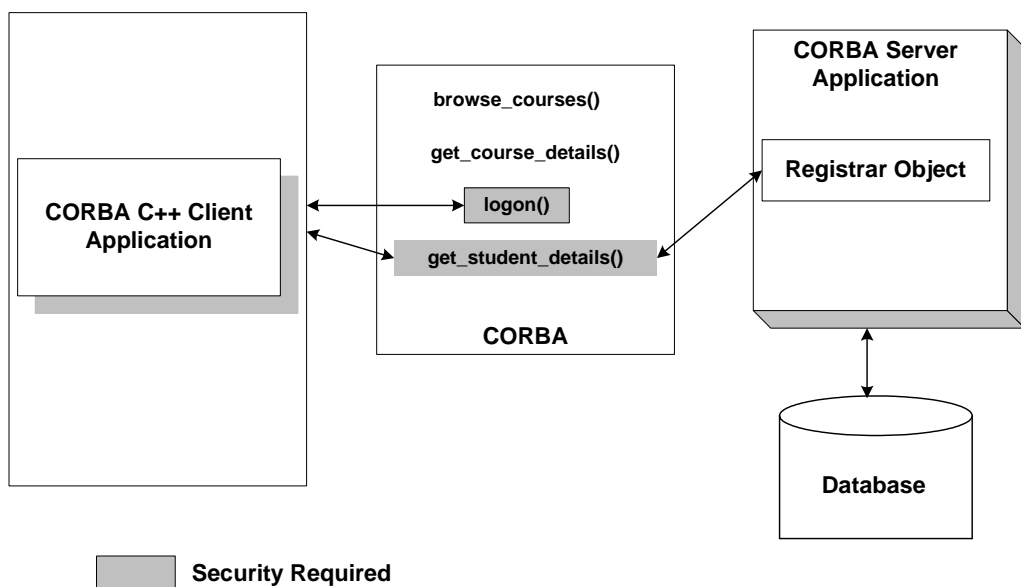 CORBA C++ Client
Application
browse_courses()
get_course_details()
logon()
get_student_details()
CORBA
CORBA Server
Application
Registrar Object
Database
Security Required